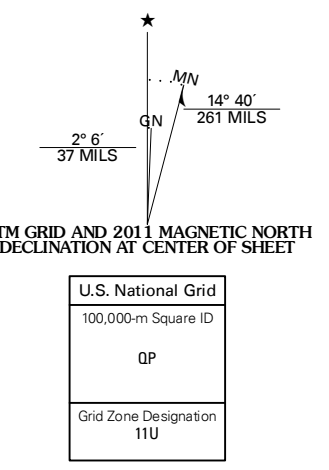 MN
GN
14° 40´
261 MILS
2° 6´
37 MILS
TM GRID AND 2011 MAGNETIC NORTH
DECLINATION AT CENTER OF SHEET
U.S. National Grid
100,000-m Square ID
QP
Grid Zone Designation
11U